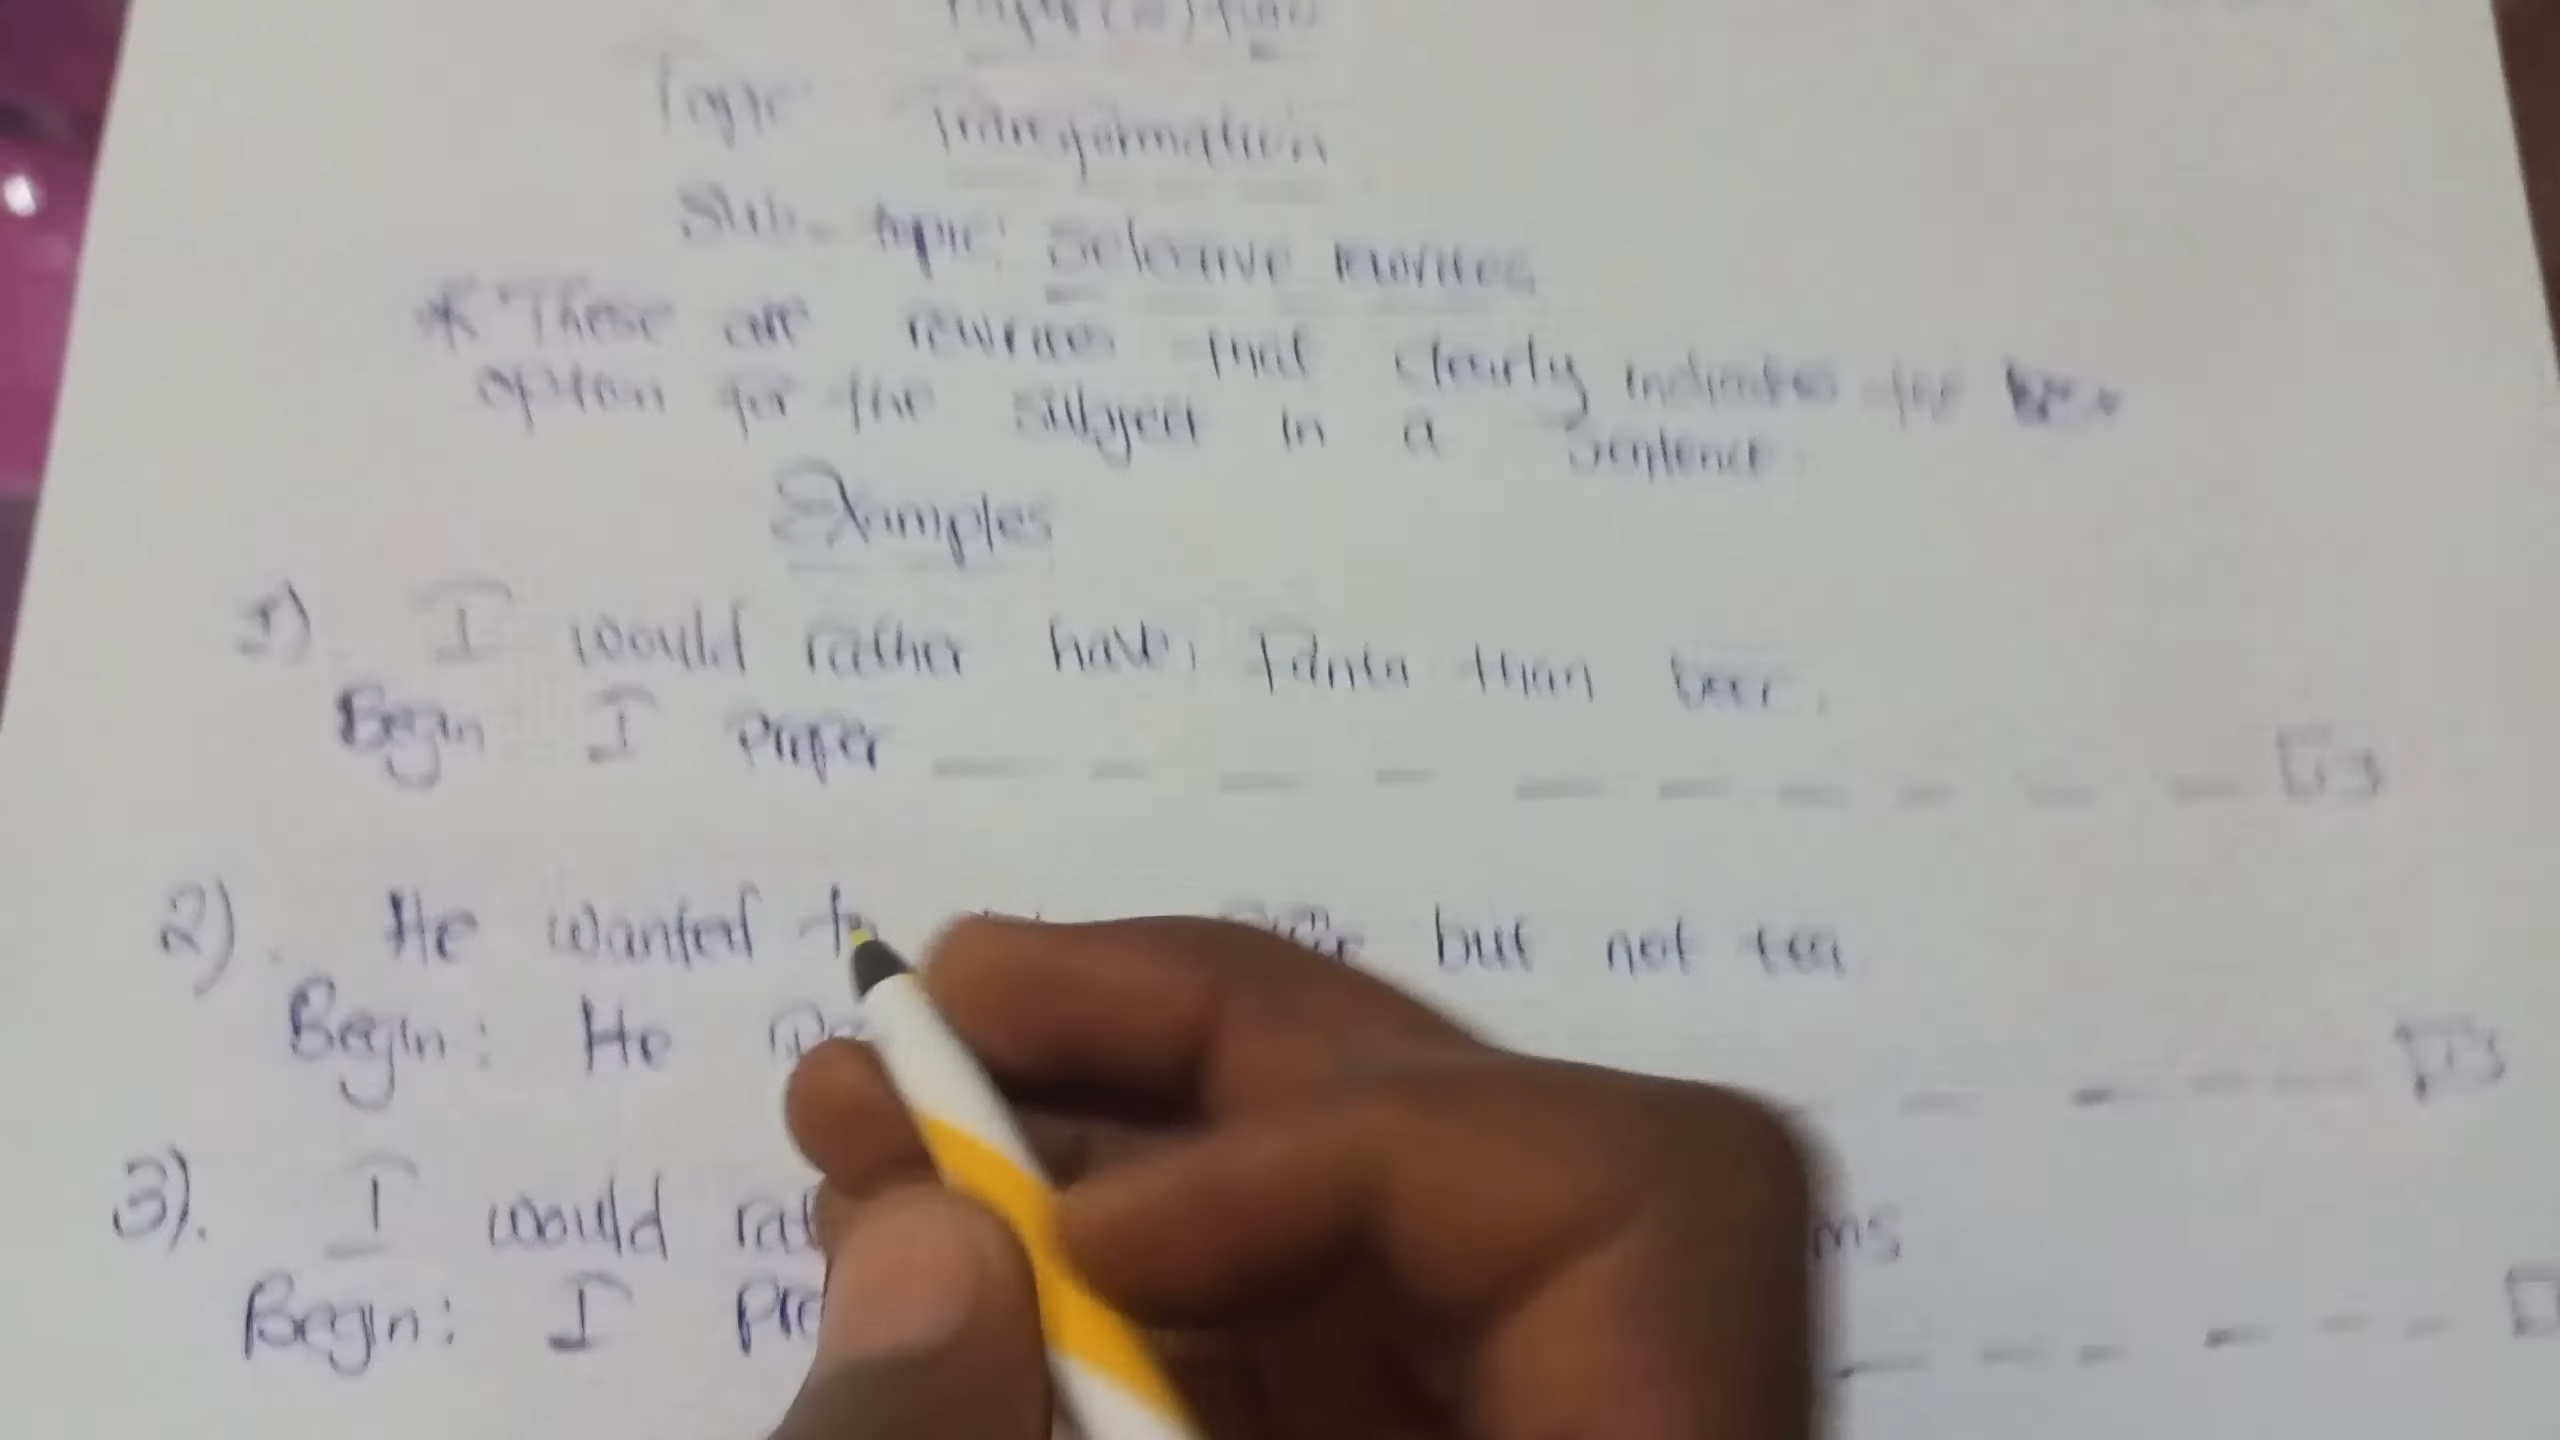 Topic Transformation
Sub-topic: Selective rewrites
* These are rewrites that clearly indicates the
option for the subject in a sentence.
Examples
1). I would rather have, Fanta than beer.
Begin I prefer
2). He wanted but not tea
Begin: He
3). I would
Begin: I